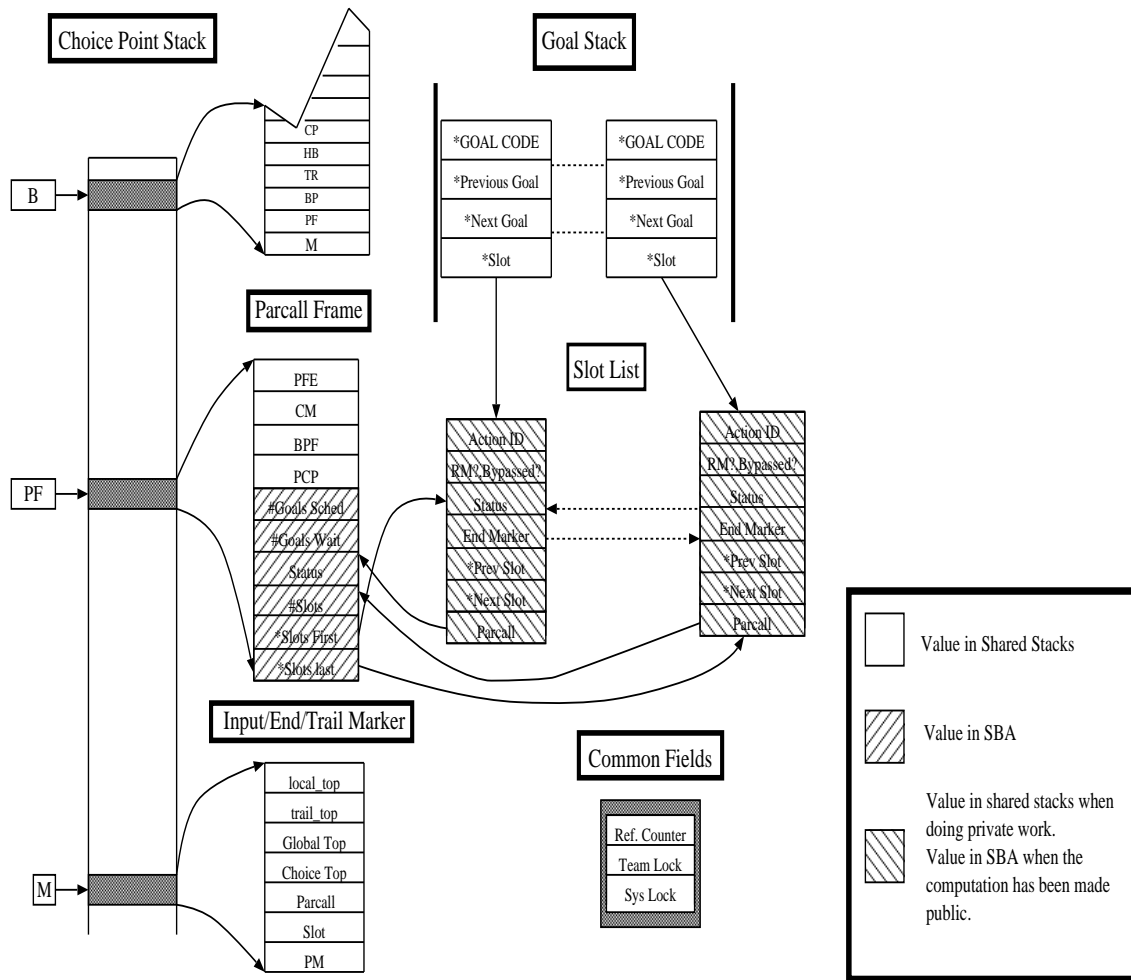 Choice Point Stack
Goal Stack
CP
HB
TR
BP
PF
M
B
*GOAL CODE
*Previous Goal
*Next Goal
*Slot
*GOAL CODE
*Previous Goal
*Next Goal
*Slot
Parcall Frame
Slot List
PFE
CM
BPF
PCP
#Goals Sched
#Goals Wait
Status
#Slots
*Slots First
*Slots last
PF
Action ID
RM?,Bypassed?
Status
End Marker
*Prev Slot
*Next Slot
Parcall
Action ID
RM?,Bypassed?
Status
End Marker
*Prev Slot
*Next Slot
Parcall
Input/End/Trail Marker
local_top
trail_top
Global Top
Choice Top
Parcall
Slot
PM
M
Common Fields
Ref. Counter
Team Lock
Sys Lock
Value in Shared Stacks
Value in SBA
Value in shared stacks when
doing private work.
Value in SBA when the
computation has been made
public.